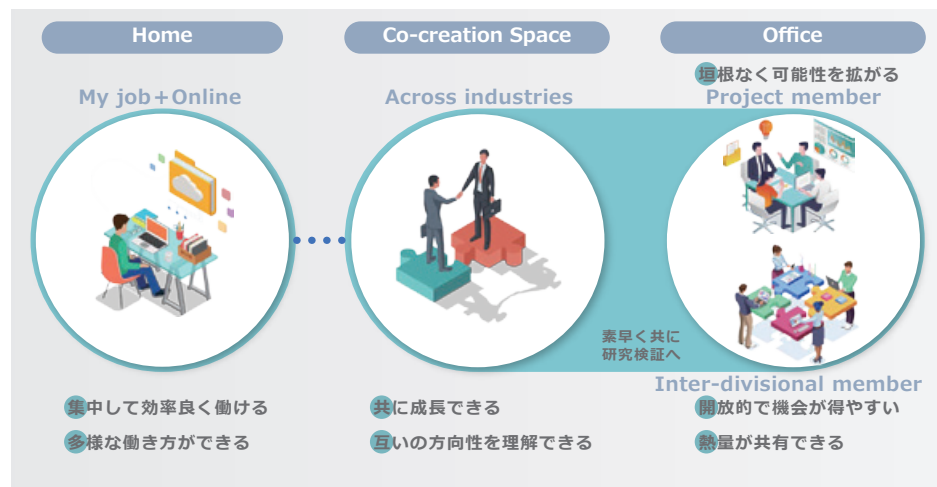 Home
My job＋Online
集中して効率良く働ける
多様な働き方ができる
Co-creation Space
Across industries
素早く共に
研究検証へ
共に成長できる
互いの方向性を理解できる
Office
垣根なく可能性を拡がる
Project member
Inter-divisional member
開放的で機会が得やすい
熱量が共有できる